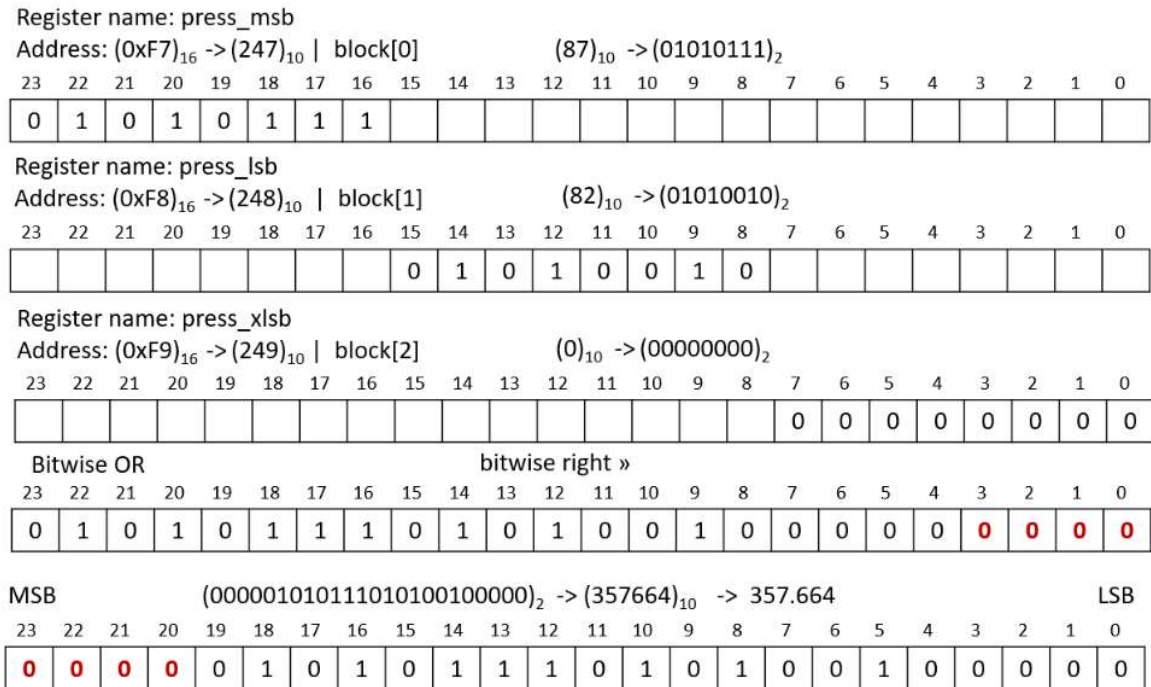 Register name: press_msb
Address: (0xF7)₁₆ ->(247)₁₀ | block[0] (87)₁₀ ->(01010111)₂
23 22 21 20 19 18 17 16 15 14 13 12 11 10 9 8 7 6 5 4 3 2 1 0
0 1 0 1 0 1 1 1
Register name: press_lsb
Address: (0xF8)₁₆ ->(248)₁₀ | block[1] (82)₁₀ ->(01010010)₂
23 22 21 20 19 18 17 16 15 14 13 12 11 10 9 8 7 6 5 4 3 2 1 0
0 1 0 1 0 0 1 0
Register name: press_xlsb
Address: (0xF9)₁₆ ->(249)₁₀ | block[2] (0)₁₀ ->(00000000)₂
23 22 21 20 19 18 17 16 15 14 13 12 11 10 9 8 7 6 5 4 3 2 1 0
0 0 0 0 0 0 0 0
Bitwise OR bitwise right »
23 22 21 20 19 18 17 16 15 14 13 12 11 10 9 8 7 6 5 4 3 2 1 0
0 1 0 1 0 1 1 1 0 1 0 1 0 0 1 0 0 0 0 0 0 0 0 0
MSB (000001010111010100100000)₂ -> (357664)₁₀ -> 357.664 LSB
23 22 21 20 19 18 17 16 15 14 13 12 11 10 9 8 7 6 5 4 3 2 1 0
0 0 0 0 0 1 0 1 0 1 1 1 0 1 0 1 0 0 1 0 0 0 0 0